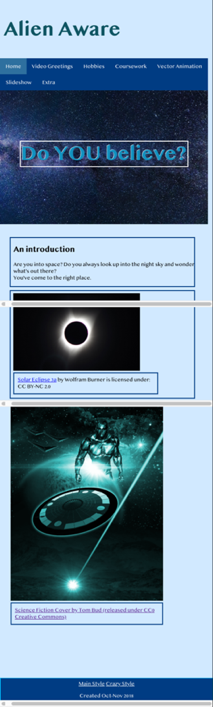 Alien Aware
Home Video Greetings Hobbies Coursework Vector Animation
Slideshow Extra
Do YOU believe?
An introduction
Are you into space? Do you always look up into the night sky and wonder
what's out there?
You've come to the right place.
Solar Eclipse 19 by Wolfram Burner is licensed under:
CC BY-NC 2.0
Science Fiction Cover by Tom Bud (released under CC0
Creative Commons)
Main Style Crazy Style
Created Oct-Nov 2018